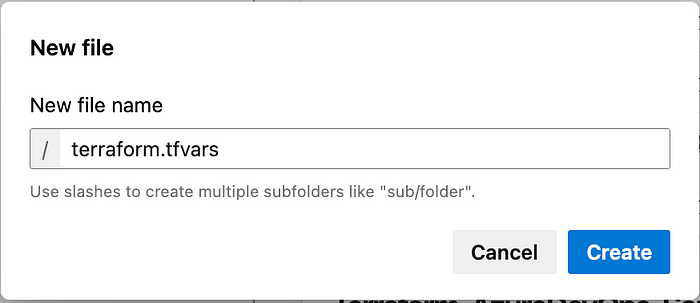 New file
New file name
/ terraform.tfvars
Use slashes to create multiple subfolders like "sub/folder".
Cancel Create